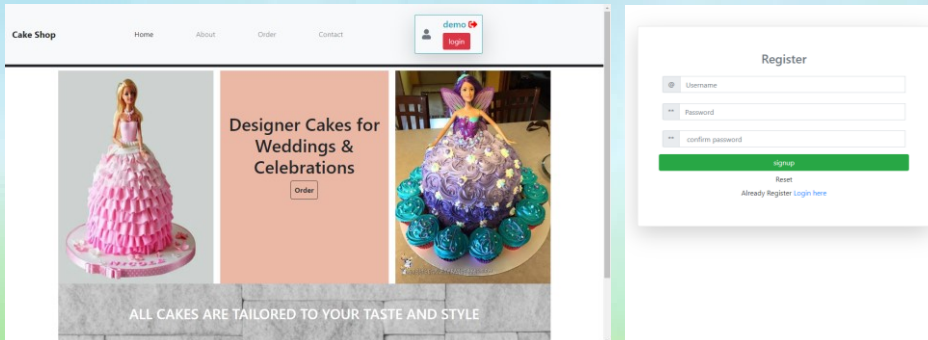 Cake Shop
Home
About
Order
Contact
demo
login
Designer Cakes for
Weddings &
Celebrations
Order
ALL CAKES ARE TAILORED TO YOUR TASTE AND STYLE
Register
@ Username
** Password
** confirm password
signup
Reset
Already Register Login here